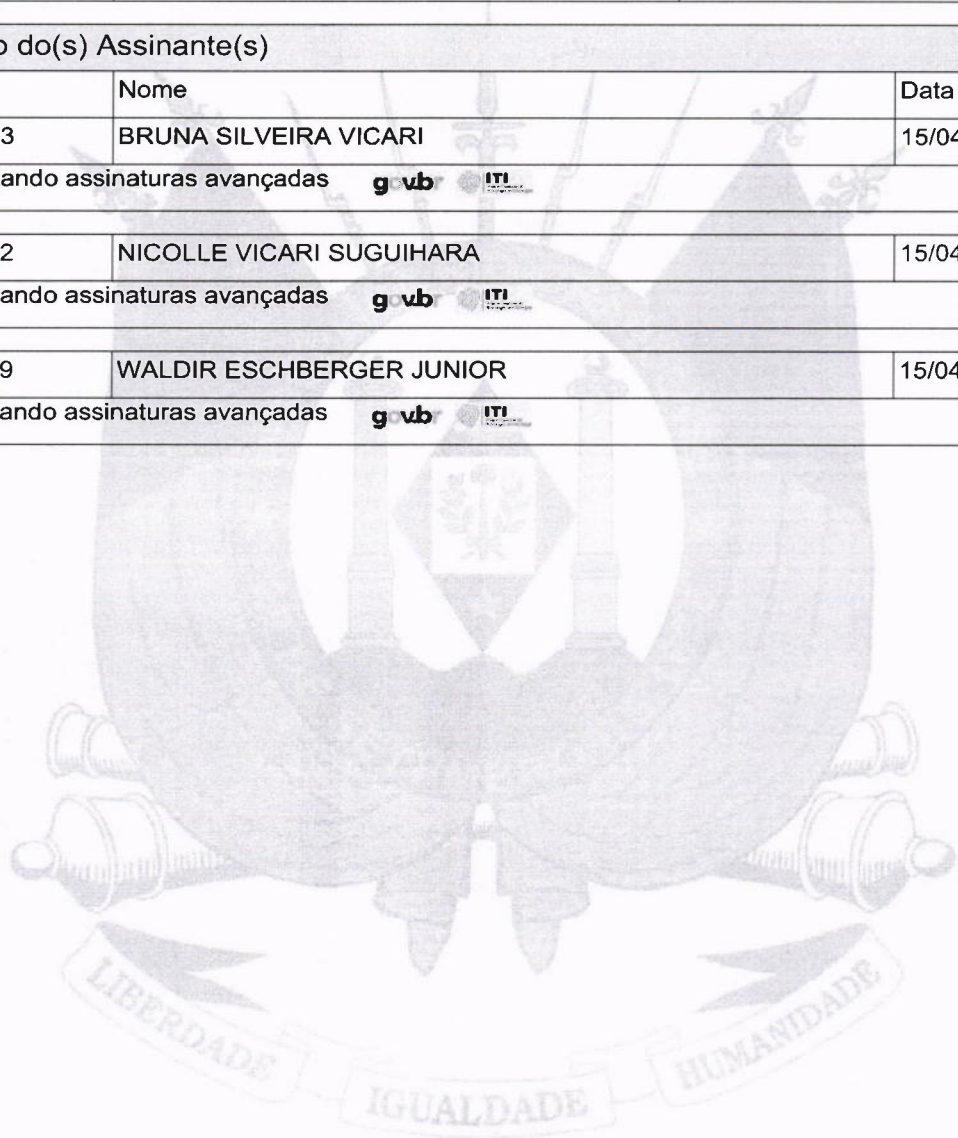 o do(s) Assinante(s)
Nome Data
3 BRUNA SILVEIRA VICARI 15/04
ando assinaturas avançadas gov.br ITI
2 NICOLLE VICARI SUGUIHARA 15/04
ando assinaturas avançadas gov.br ITI
9 WALDIR ESCHBERGER JUNIOR 15/04
ando assinaturas avançadas gov.br ITI
LIBERDADE IGUALDADE HUMANIDADE